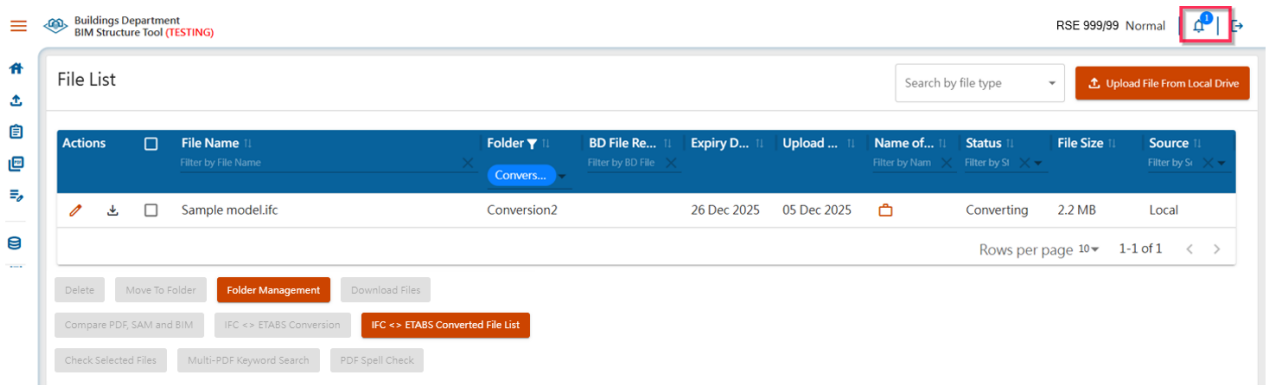 Buildings Department
BIM Structure Tool (TESTING)
RSE 999/99 Normal
1
File List
Search by file type
Upload File From Local Drive
Actions File Name Folder BD File Re... Expiry D... Upload ... Name of... Status File Size Source
Filter by File Name Convers... Filter by BD File Filter by Nam Filter by St Filter by So
Sample model.ifc Conversion2 26 Dec 2025 05 Dec 2025 Converting 2.2 MB Local
Rows per page 10 1-1 of 1
Delete Move To Folder Folder Management Download Files
Compare PDF, SAM and BIM IFC <> ETABS Conversion IFC <> ETABS Converted File List
Check Selected Files Multi-PDF Keyword Search PDF Spell Check